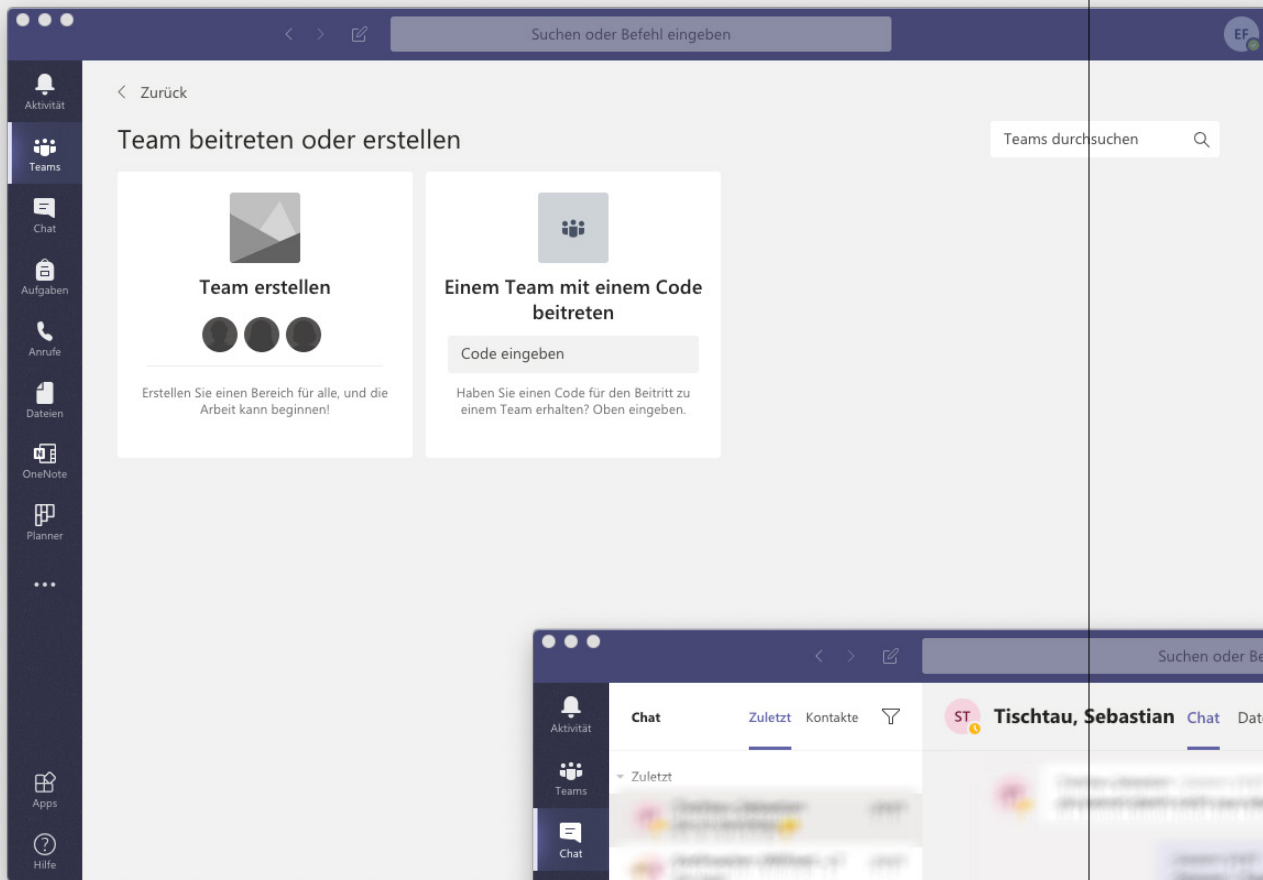 Suchen oder Befehl eingeben
EF
Aktivität
Teams
Chat
Aufgaben
Anrufe
Dateien
OneNote
Planner
Apps
Hilfe
Zurück
Team beitreten oder erstellen
Teams durchsuchen
Team erstellen
Erstellen Sie einen Bereich für alle, und die
Arbeit kann beginnen!
Einem Team mit einem Code
beitreten
Code eingeben
Haben Sie einen Code für den Beitritt zu
einem Team erhalten? Oben eingeben.
Suchen oder Be
Aktivität
Teams
Chat
Chat
Zuletzt
Kontakte
Zuletzt
ST
Tischtau, Sebastian
Chat
Date